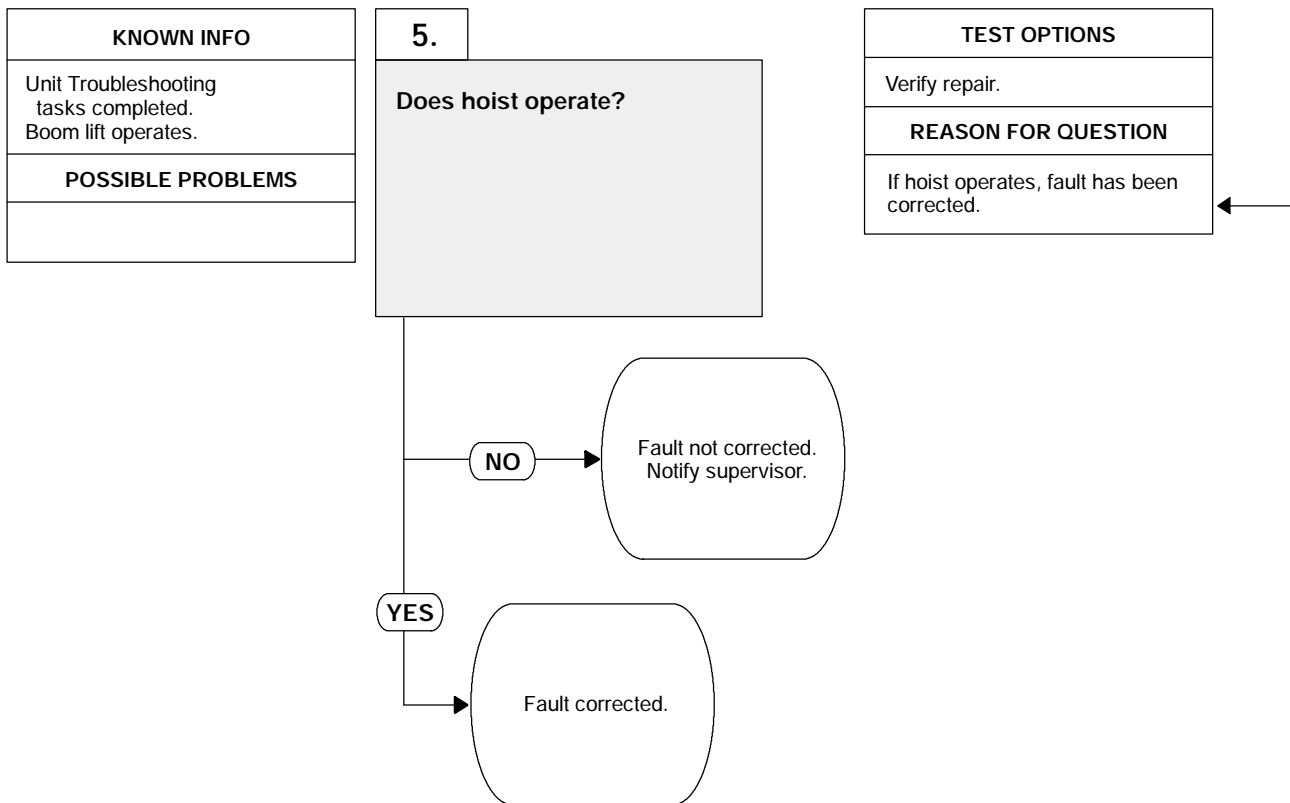 KNOWN INFO
Unit Troubleshooting
tasks completed.
Boom lift operates.
POSSIBLE PROBLEMS
5.
Does hoist operate?
TEST OPTIONS
Verify repair.
REASON FOR QUESTION
If hoist operates, fault has been
corrected.
NO
Fault not corrected.
Notify supervisor.
YES
Fault corrected.